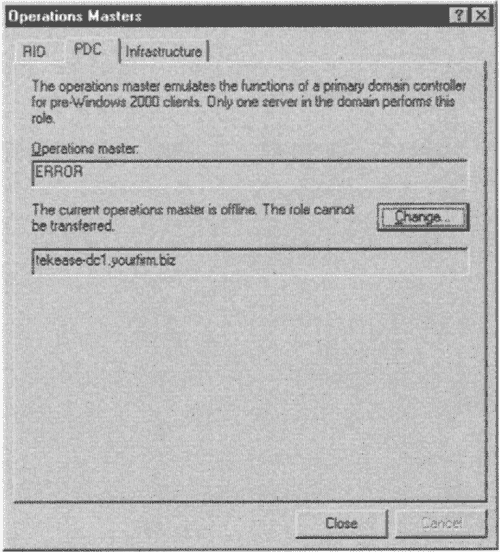 Operations Masters
RID PDC Infrastructure
The operations master emulates the functions of a primary domain controller
for pre-Windows 2000 clients. Only one server in the domain performs this
role.
Operations master:
ERROR
The current operations master is offline. The role cannot
be transferred.
Change...
tekease-dc1.yourfirm.biz
Close Cancel